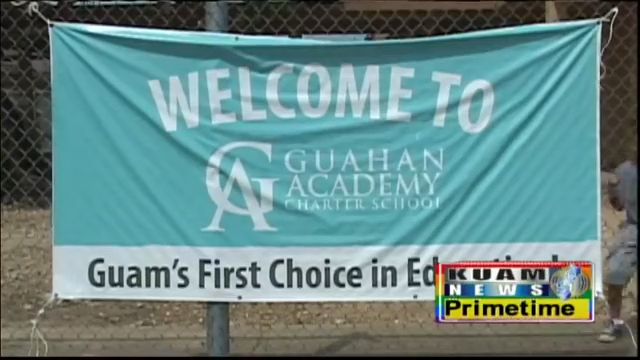 WELCOME TO
GA
GUAHAN
ACADEMY
CHARTER SCHOOL
Guam's First Choice in
KUAM
NEWS
Primetime